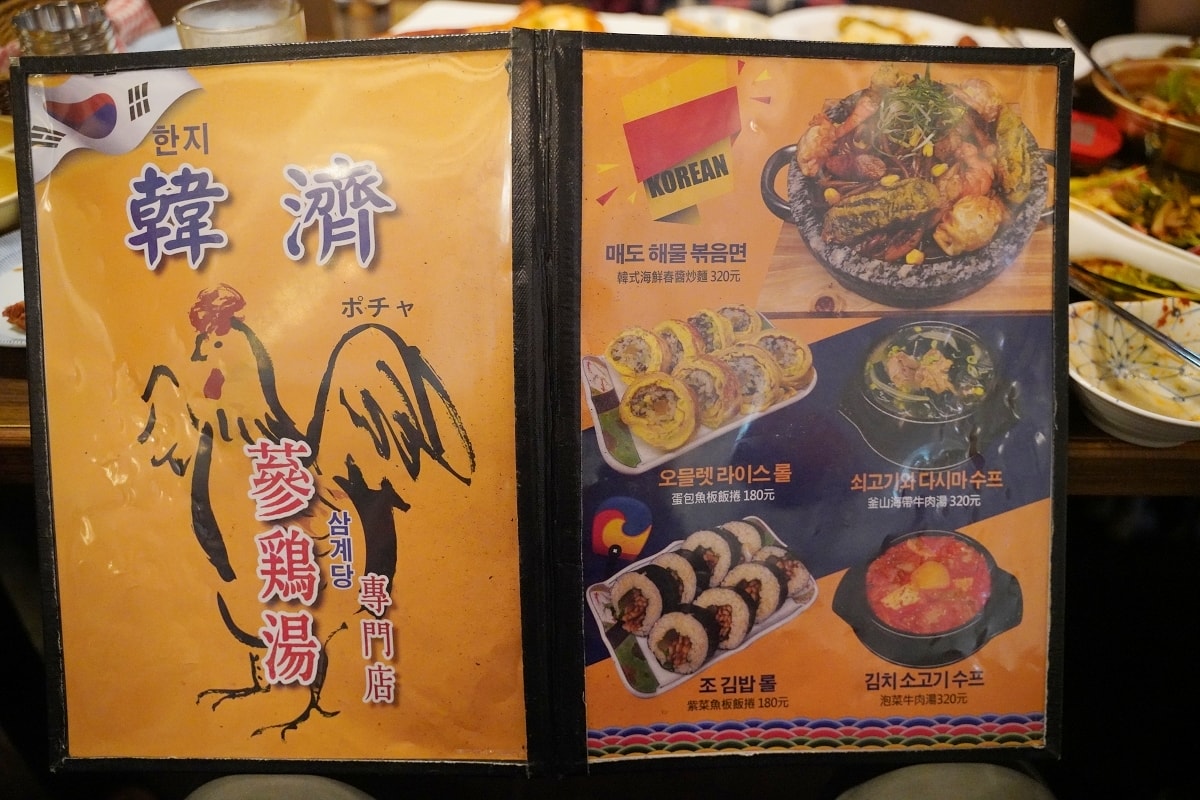 한지
韓濟
ポチャ
蔘鶏湯
삼계당
專門店
KOREAN
매도 해물 볶음면
韓式海鮮春醬炒麵 320元
오믈렛 라이스 롤
蛋包魚板飯捲 180元
쇠고기와 다시마 수프
釜山海帶牛肉湯 320元
조 김밥 롤
紫菜魚板飯捲 180元
김치 소고기 수프
泡菜牛肉湯320元